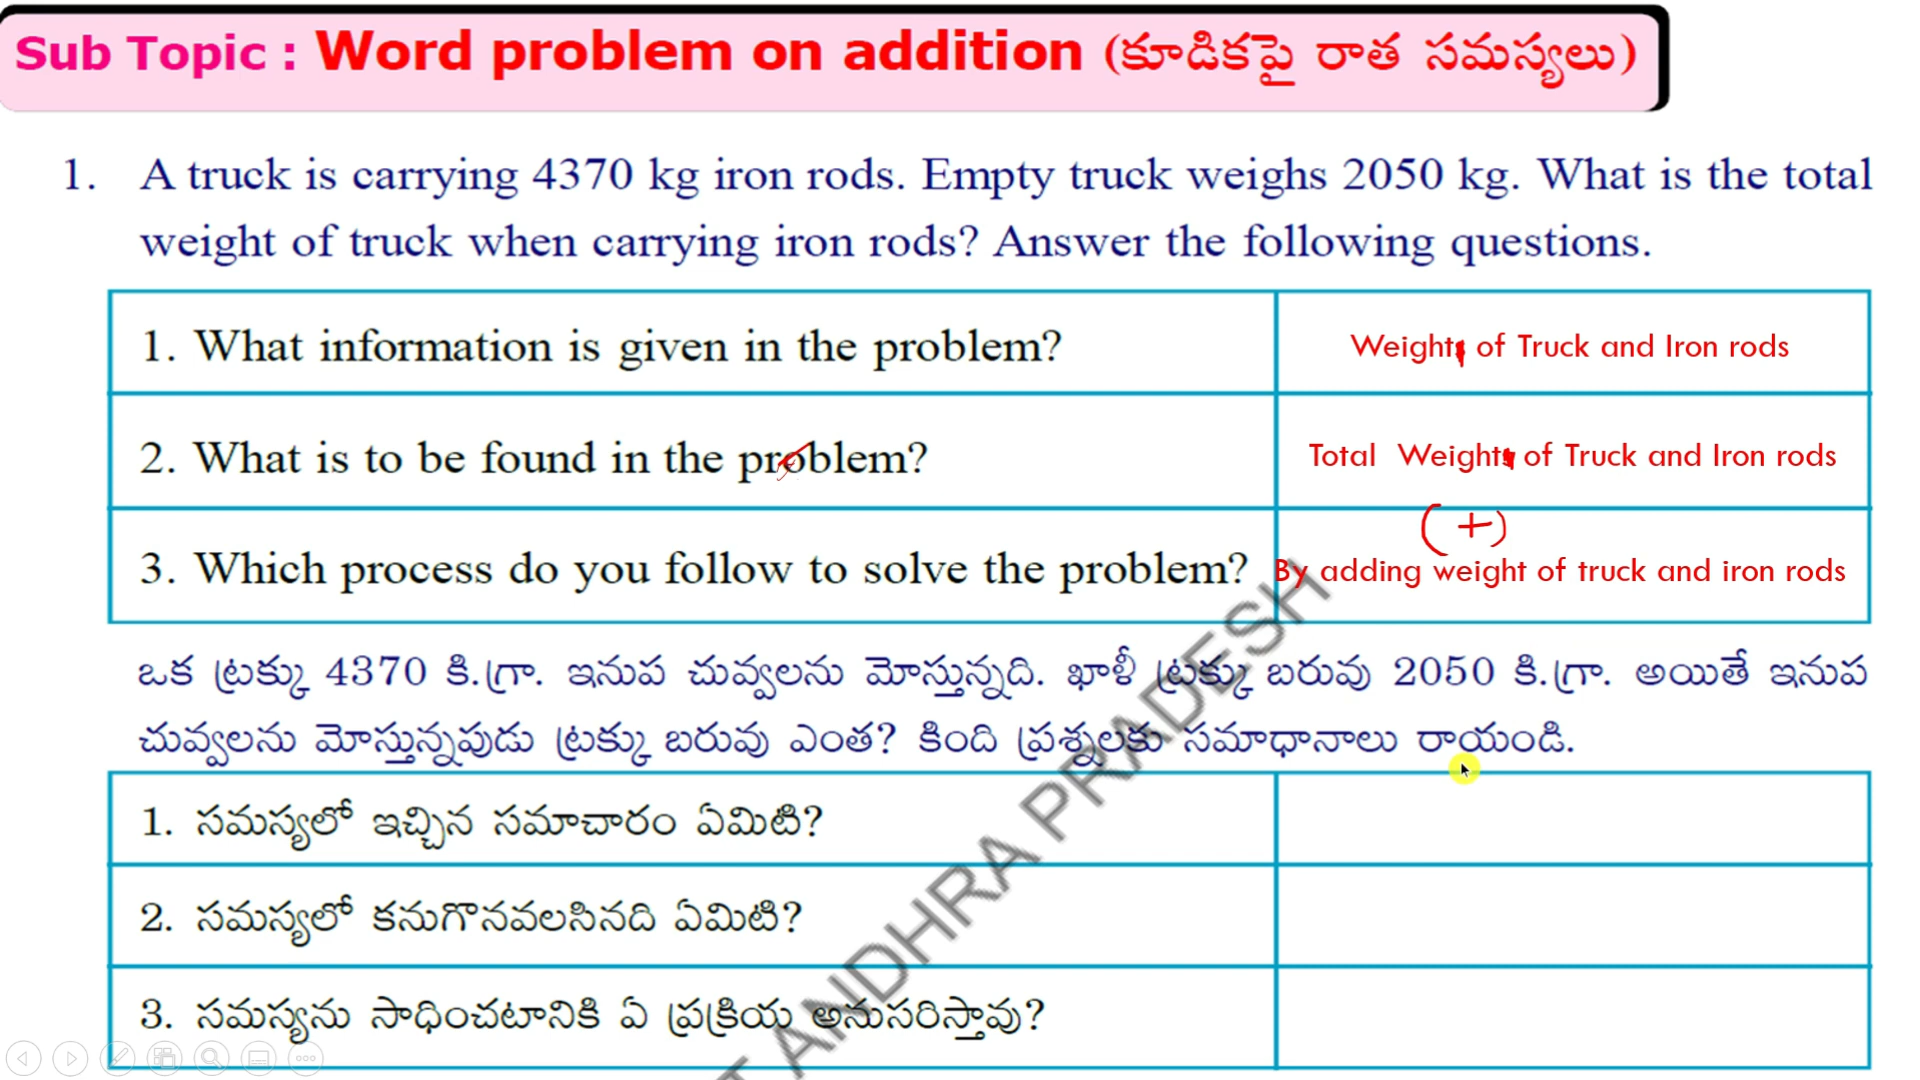 Sub Topic : Word problem on addition (కూడికపై రాత సమస్యలు)
1. A truck is carrying 4370 kg iron rods. Empty truck weighs 2050 kg. What is the total
weight of truck when carrying iron rods? Answer the following questions.
1. What information is given in the problem? Weights of Truck and Iron rods
2. What is to be found in the problem? Total Weights of Truck and Iron rods
(+)
3. Which process do you follow to solve the problem? By adding weight of truck and iron rods
ఒక ట్రక్కు 4370 కి.గ్రా. ఇనుప చువ్వలను మోస్తున్నది. ఖాళీ ట్రక్కు బరువు 2050 కి.గ్రా. అయితే ఇనుప
చువ్వలను మోస్తున్నపుడు ట్రక్కు బరువు ఎంత? కింది ప్రశ్నలకు సమాధానాలు రాయండి.
1. సమస్యలో ఇచ్చిన సమాచారం ఏమిటి?
2. సమస్యలో కనుగొనవలసినది ఏమిటి?
3. సమస్యను సాధించటానికి ఏ ప్రక్రియ అనుసరిస్తావు?
ANDHRA PRADESH